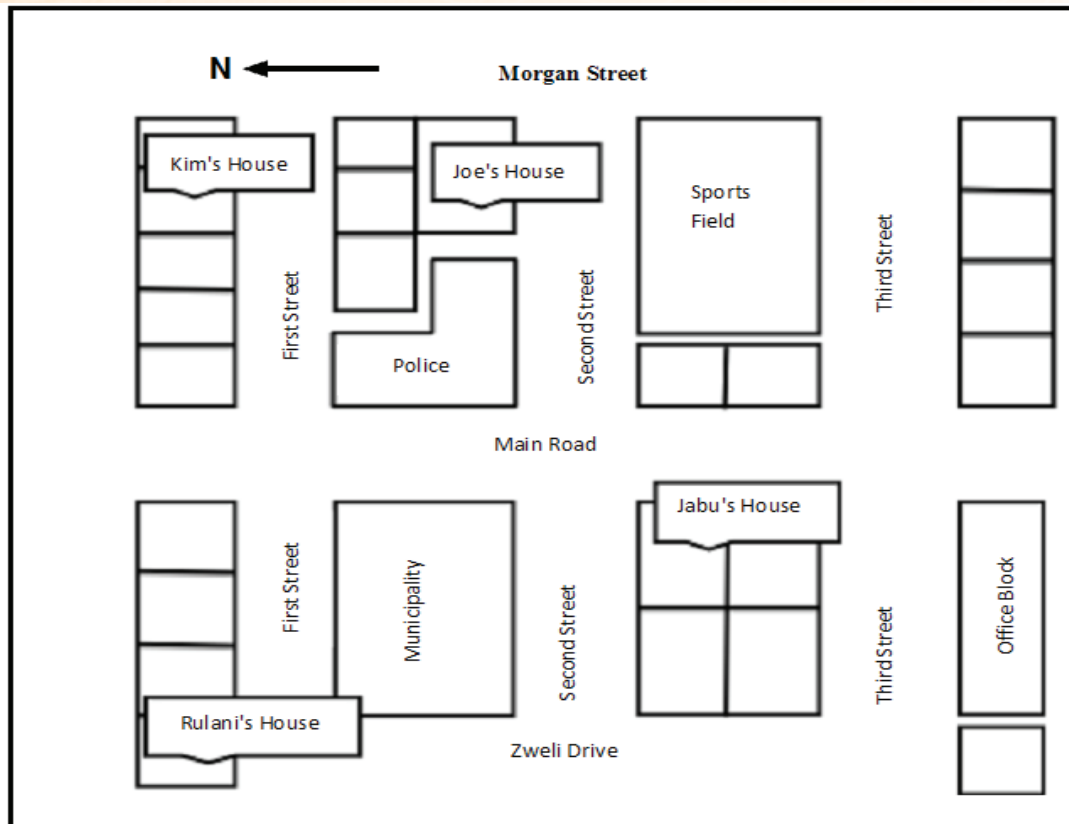 N
Morgan Street
Kim's House
Joe's House
Sports
Field
First Street
Second Street
Third Street
Police
Main Road
Jabu's House
First Street
Municipality
Second Street
Third Street
Office Block
Rulani's House
Zweli Drive